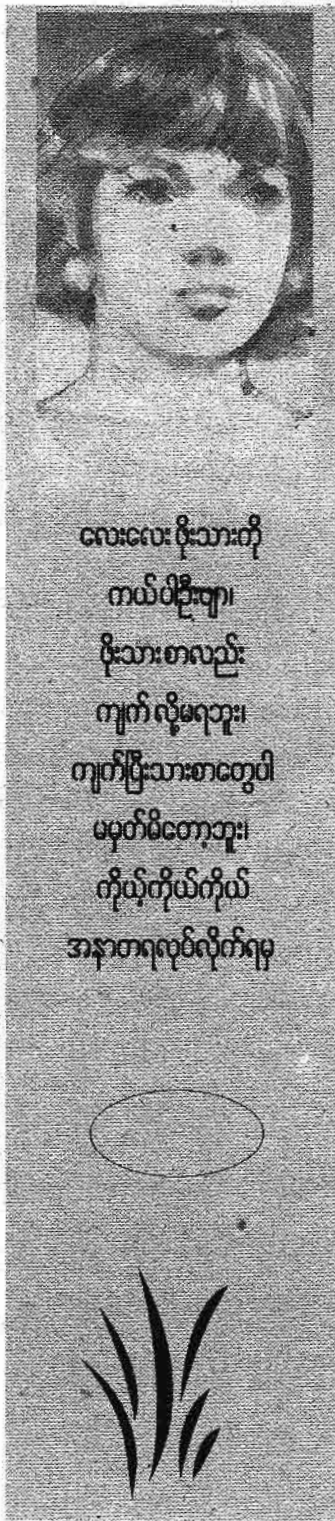 လေးလေး ဖိုးသားကို
ကယ်ပါဦးဗျာ၊
ဖိုးသားစာလည်း
ကျက် လို့မရဘူး၊
ကျက်ပြီးသားစာတွေပါ
မမှတ်မိတော့ဘူး၊
ကိုယ့်ကိုယ်ကိုယ်
အနာတရလုပ်လိုက်ရမှ